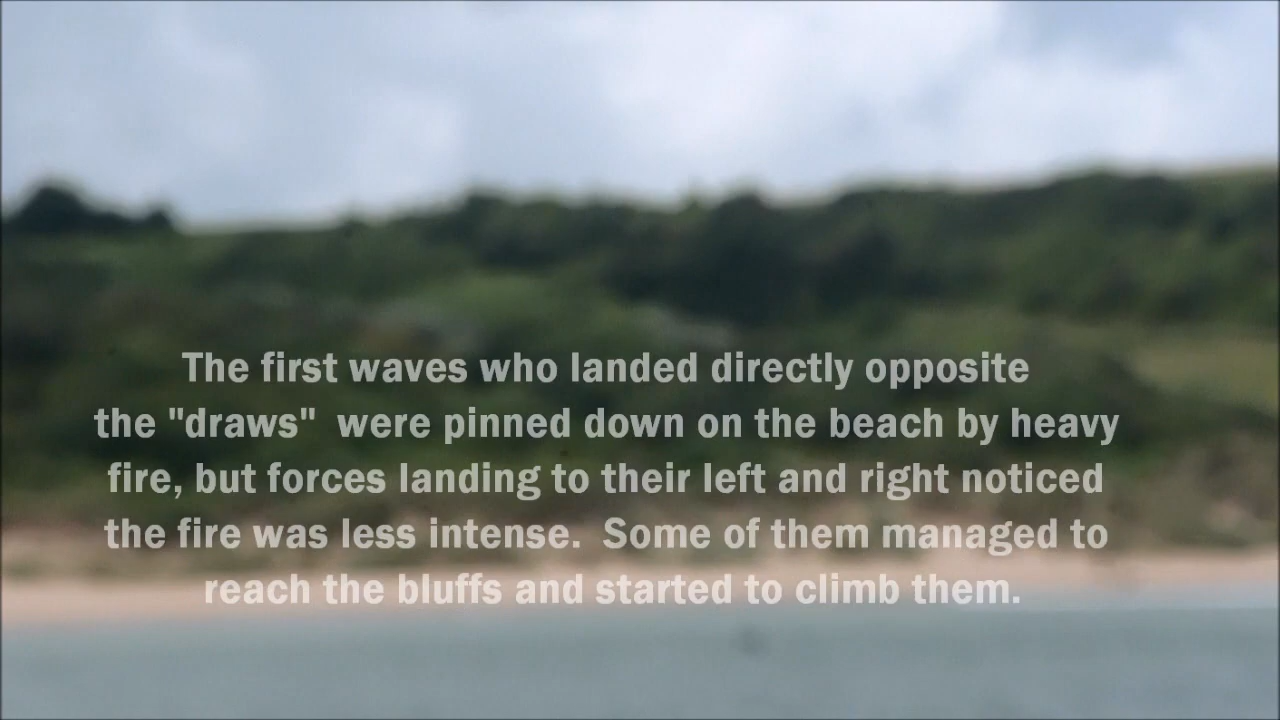 The first waves who landed directly opposite
the "draws"  were pinned down on the beach by heavy
fire, but forces landing to their left and right noticed
the fire was less intense.  Some of them managed to
reach the bluffs and started to climb them.